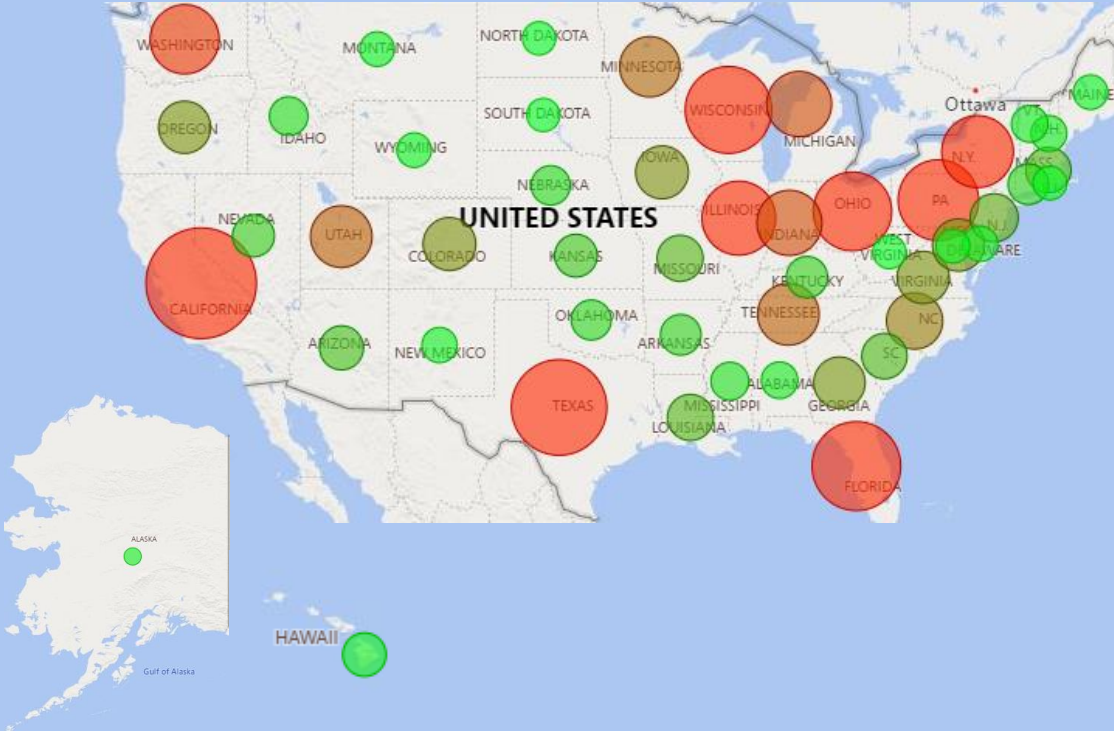 WASHINGTON
MONTANA
NORTH DAKOTA
MINNESOTA
OREGON
IDAHO
SOUTH DAKOTA
WISCONSIN
MICHIGAN
Ottawa
MAINE
VT
N.H.
WYOMING
IOWA
N.Y.
MASS
NEBRASKA
NEVADA
UTAH
COLORADO
UNITED STATES
ILLINOIS
INDIANA
OHIO
PA
N.J.
KANSAS
MISSOURI
WEST
VIRGINIA
DELAWARE
KENTUCKY
VIRGINIA
CALIFORNIA
ARIZONA
NEW MEXICO
OKLAHOMA
ARKANSAS
TENNESSEE
NC
SC
TEXAS
MISSISSIPPI
ALABAMA
GEORGIA
LOUISIANA
FLORIDA
ALASKA
HAWAII
Gulf of Alaska